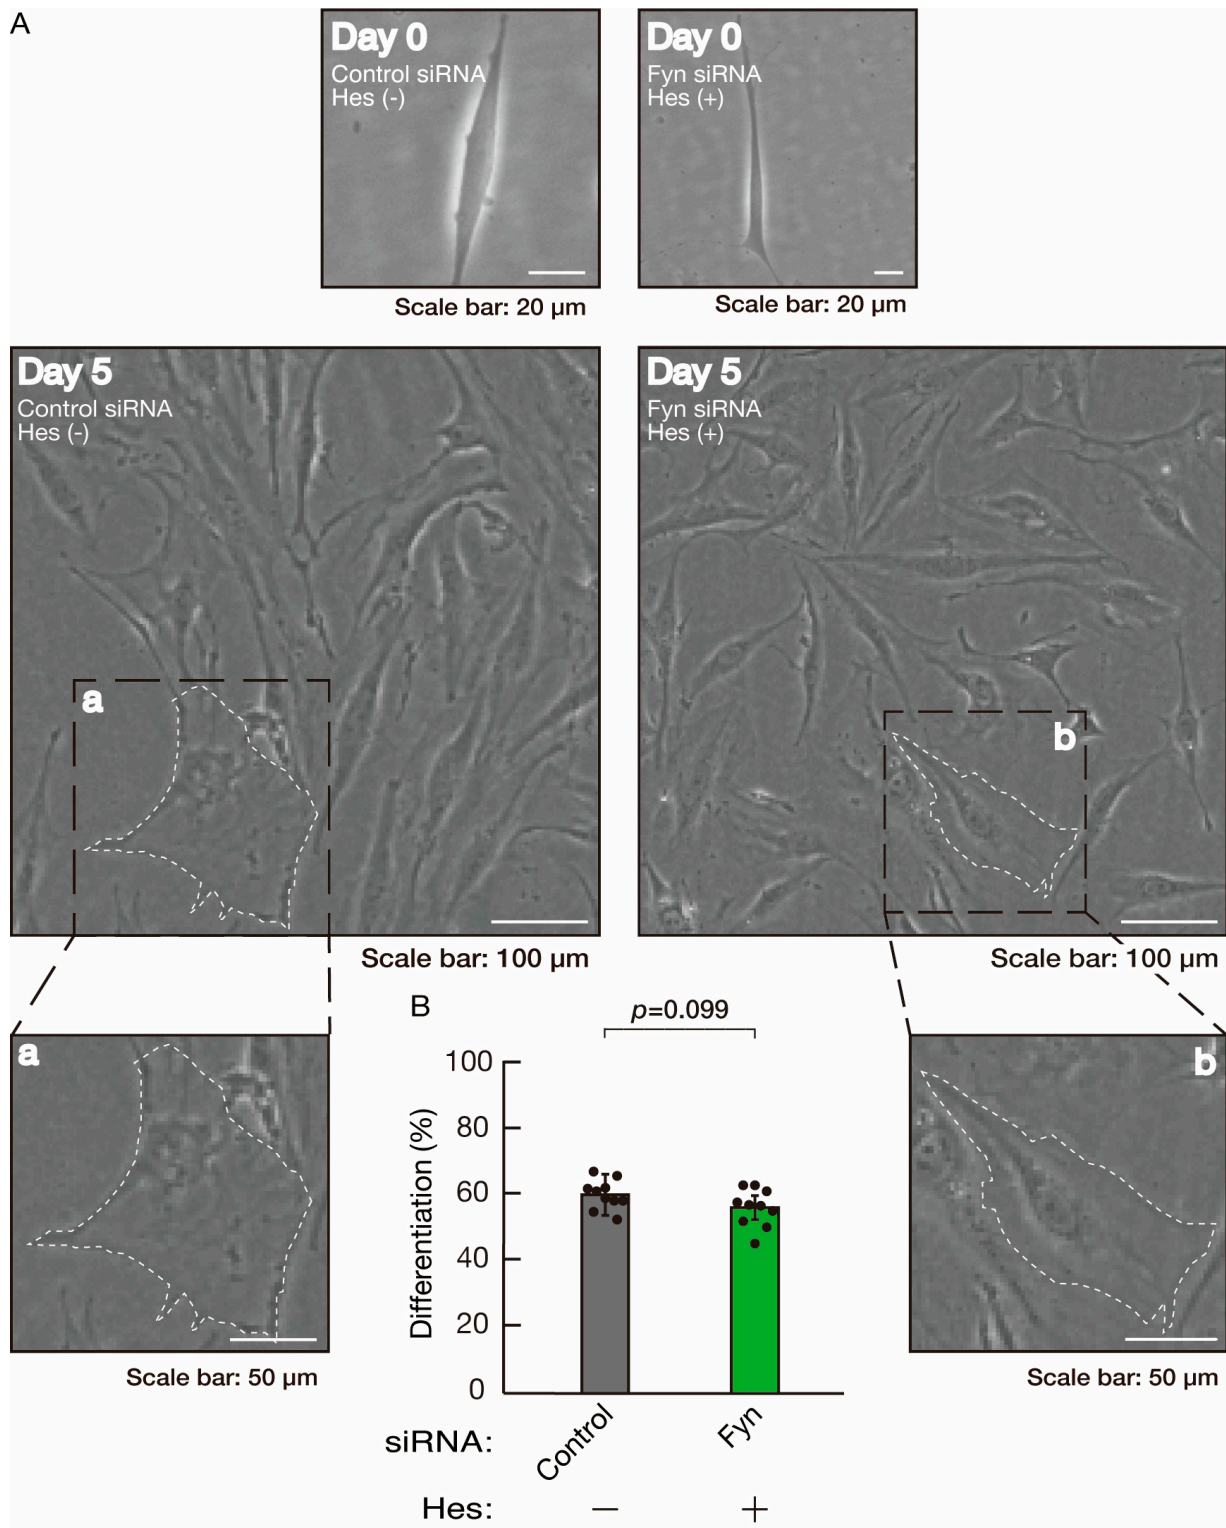 A
Day 0
Control siRNA
Hes (-)
Scale bar: 20 µm
Day 0
Fyn siRNA
Hes (+)
Scale bar: 20 µm
Day 5
Control siRNA
Hes (-)
a
Scale bar: 100 µm
Day 5
Fyn siRNA
Hes (+)
b
Scale bar: 100 µm
a
Scale bar: 50 µm
B
p=0.099
Differentiation (%)
100
80
60
40
20
0
siRNA:
Control
Fyn
Hes:
−
+
b
Scale bar: 50 µm